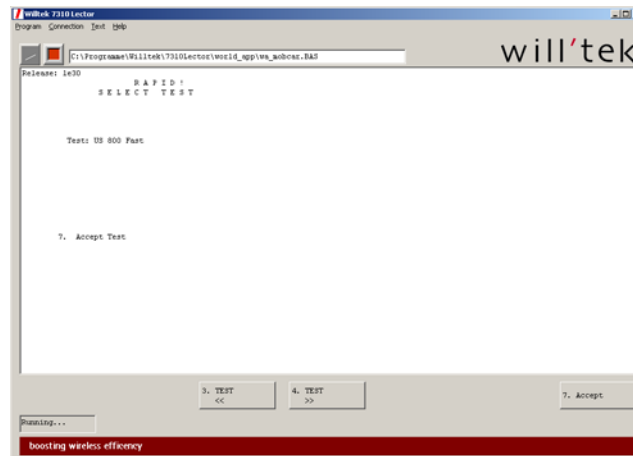 Willtek 7310 Lector
Program Connection Text Help
C:\Programme\Willtek\7310Lector\world_app\wa_mobcar.BAS
will'tek
Release: 1e30
R A P I D !
S E L E C T T E S T
Test: US 800 Fast
7. Accept Test
3. TEST
<<
4. TEST
>>
7. Accept
Running...
boosting wireless efficency